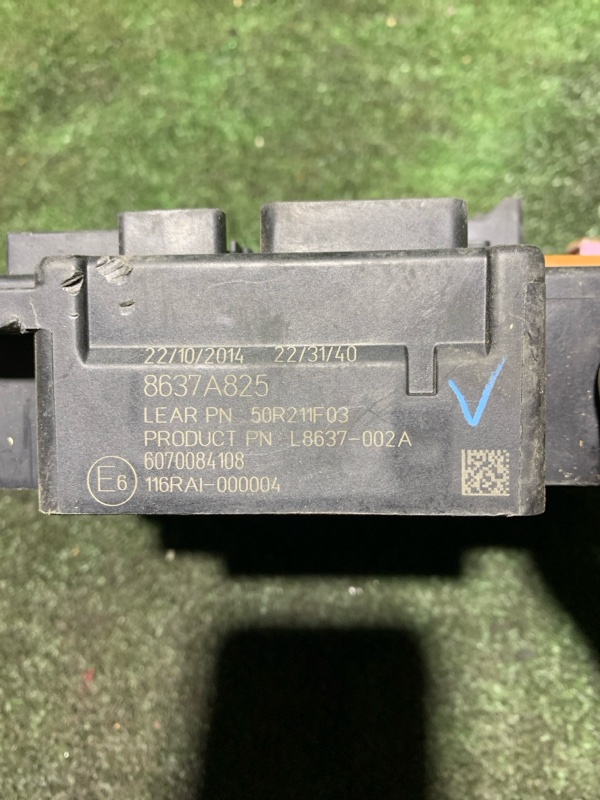 22/10/2014 22/31/40
8637A825
LEAR PN 50R211F03
PRODUCT PN L8637-002A
6070084108
E6 116RAI-000004